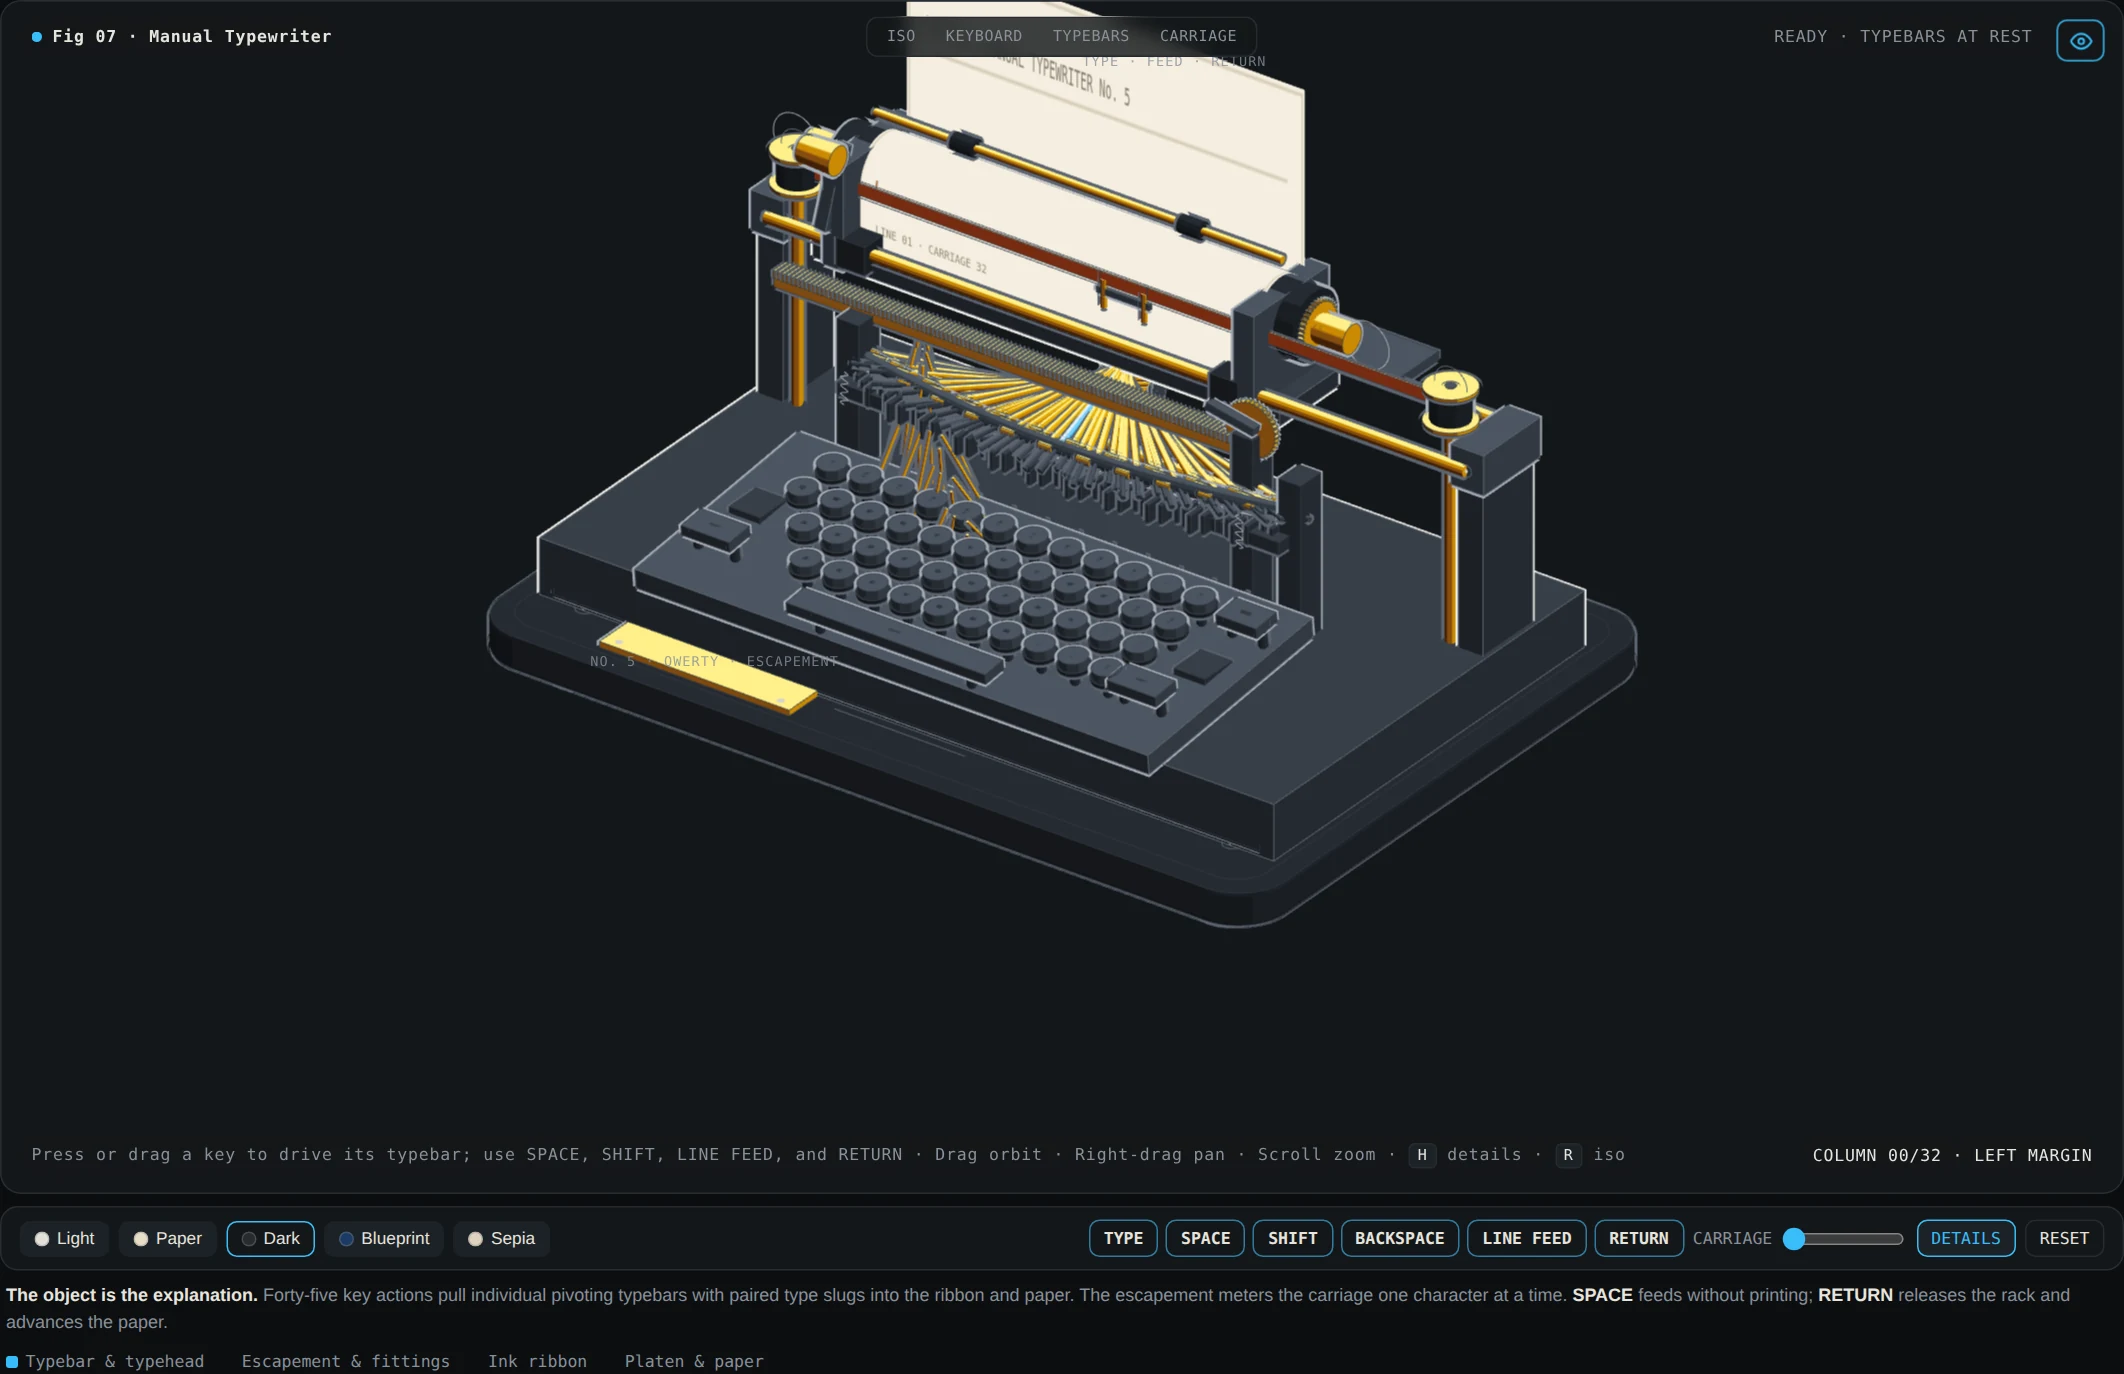 Fig 07 · Manual Typewriter
ISO KEYBOARD TYPEBARS CARRIAGE
READY · TYPEBARS AT REST
TYPE · FEED · RETURN
TYPEWRITER No. 5
LINE 01 · CARRIAGE 32
NO. 5 · QWERTY · ESCAPEMENT
Press or drag a key to drive its typebar; use SPACE, SHIFT, LINE FEED, and RETURN · Drag orbit · Right-drag pan · Scroll zoom · H details · R iso
COLUMN 00/32 · LEFT MARGIN
Light Paper Dark Blueprint Sepia
TYPE SPACE SHIFT BACKSPACE LINE FEED RETURN CARRIAGE DETAILS RESET
The object is the explanation. Forty-five key actions pull individual pivoting typebars with paired type slugs into the ribbon and paper. The escapement meters the carriage one character at a time. SPACE feeds without printing; RETURN releases the rack and
advances the paper.
Typebar & typehead Escapement & fittings Ink ribbon Platen & paper